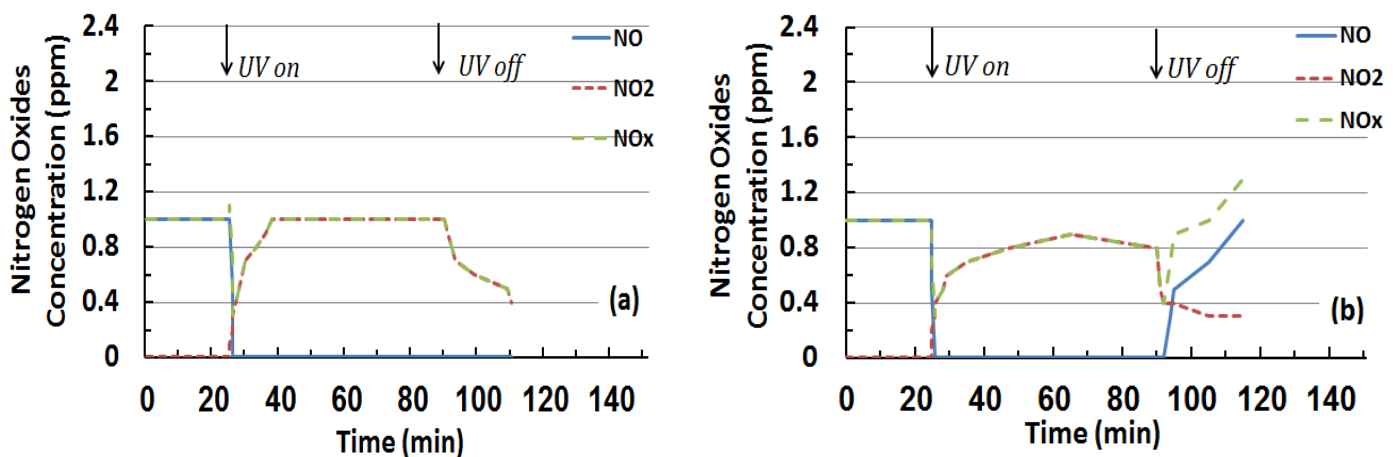 Nitrogen Oxides
Concentration (ppm)
2.4
2
1.6
1.2
0.8
0.4
0
UV on
UV off
NO
NO2
NOx
(a)
0 20 40 60 80 100 120 140
Time (min)
Nitrogen Oxides
Concentration (ppm)
2.4
2
1.6
1.2
0.8
0.4
0
UV on
UV off
NO
NO2
NOx
(b)
0 20 40 60 80 100 120 140
Time (min)